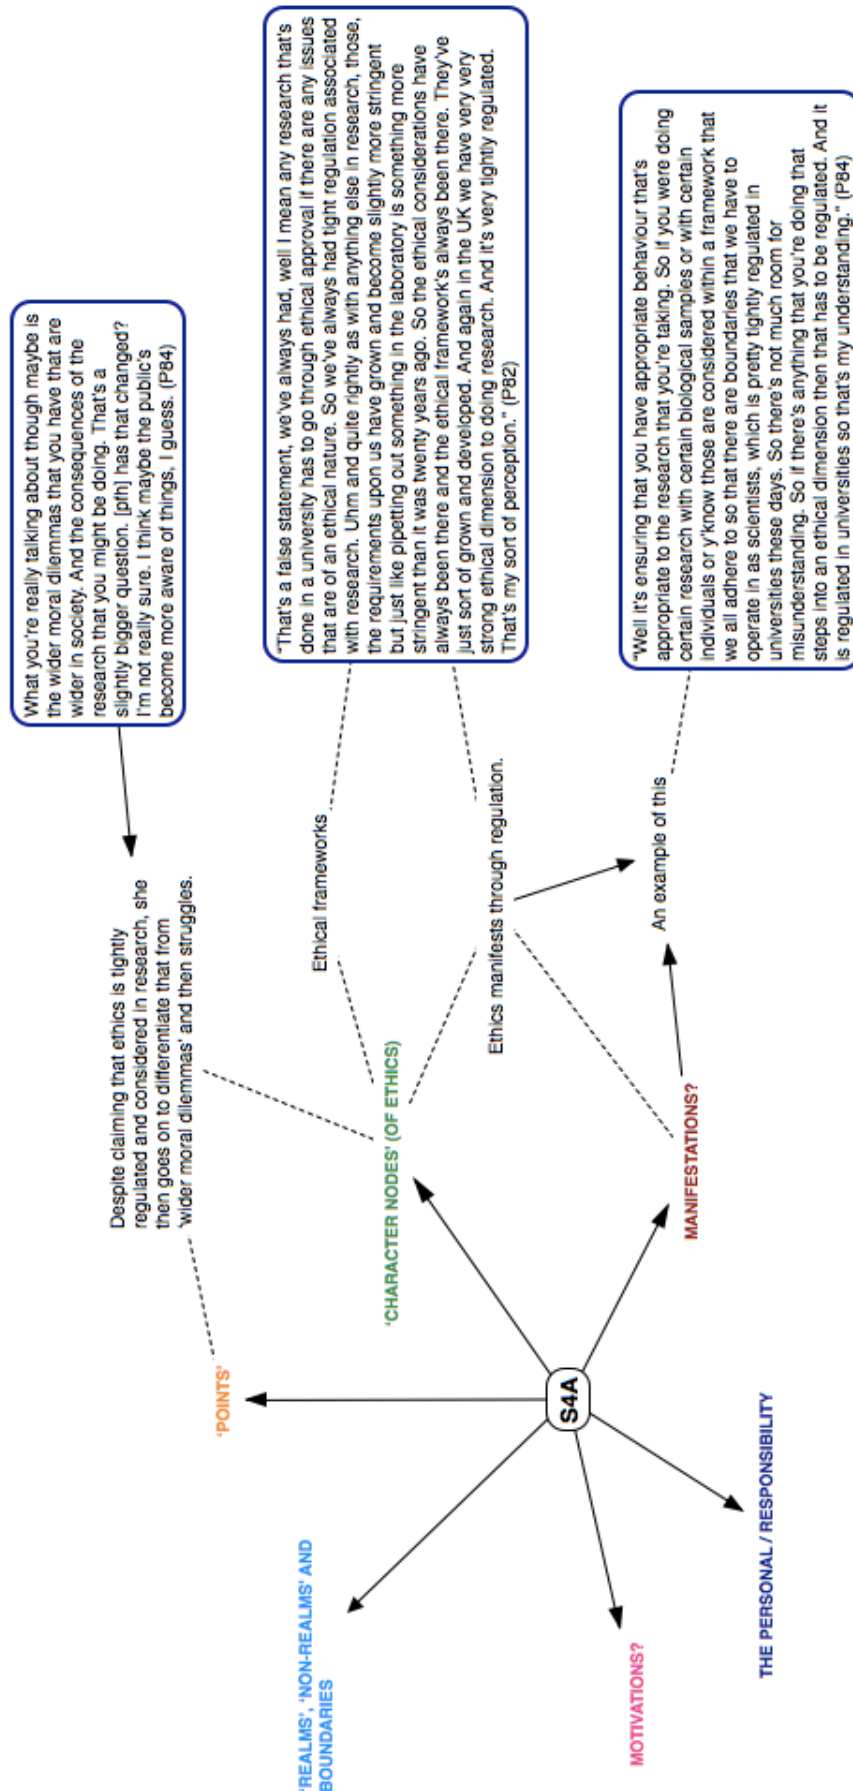 What you're really talking about though maybe is
the wider moral dilemmas that you have that are
wider in society. And the consequences of the
research that you might be doing. That's a
slightly bigger question. [pfh] has that changed?
I'm not really sure. I think maybe the public's
become more aware of things, I guess. (P84)
Despite claiming that ethics is tightly
regulated and considered in research, she
then goes on to differentiate that from
'wider moral dilemmas' and then struggles.
'POINTS'
"That's a false statement, we've always had, well I mean any research that's
done in a university has to go through ethical approval if there are any issues
that are of an ethical nature. So we've always had tight regulation associated
with research. Uhm and quite rightly as with anything else in research, those,
the requirements upon us have grown and become slightly more stringent
but just like pipetting out something in the laboratory is something more
stringent than it was twenty years ago. So the ethical considerations have
always been there and the ethical framework's always been there. They've
just sort of grown and developed. And again in the UK we have very very
strong ethical dimension to doing research. And it's very tightly regulated.
That's my sort of perception." (P82)
Ethical frameworks
'CHARACTER NODES' (OF ETHICS)
'REALMS', 'NON-REALMS' AND
BOUNDARIES
Ethics manifests through regulation.
S4A
An example of this
MANIFESTATIONS?
MOTIVATIONS?
THE PERSONAL / RESPONSIBILITY
"Well it's ensuring that you have appropriate behaviour that's
appropriate to the research that you're taking. So if you were doing
certain research with certain biological samples or with certain
individuals or y'know those are considered within a framework that
we all adhere to so that there are boundaries that we have to
operate in as scientists, which is pretty tightly regulated in
universities these days. So there's not much room for
misunderstanding. So if there's anything that you're doing that
steps into an ethical dimension then that has to be regulated. And it
is regulated in universities so that's my understanding." (P84)